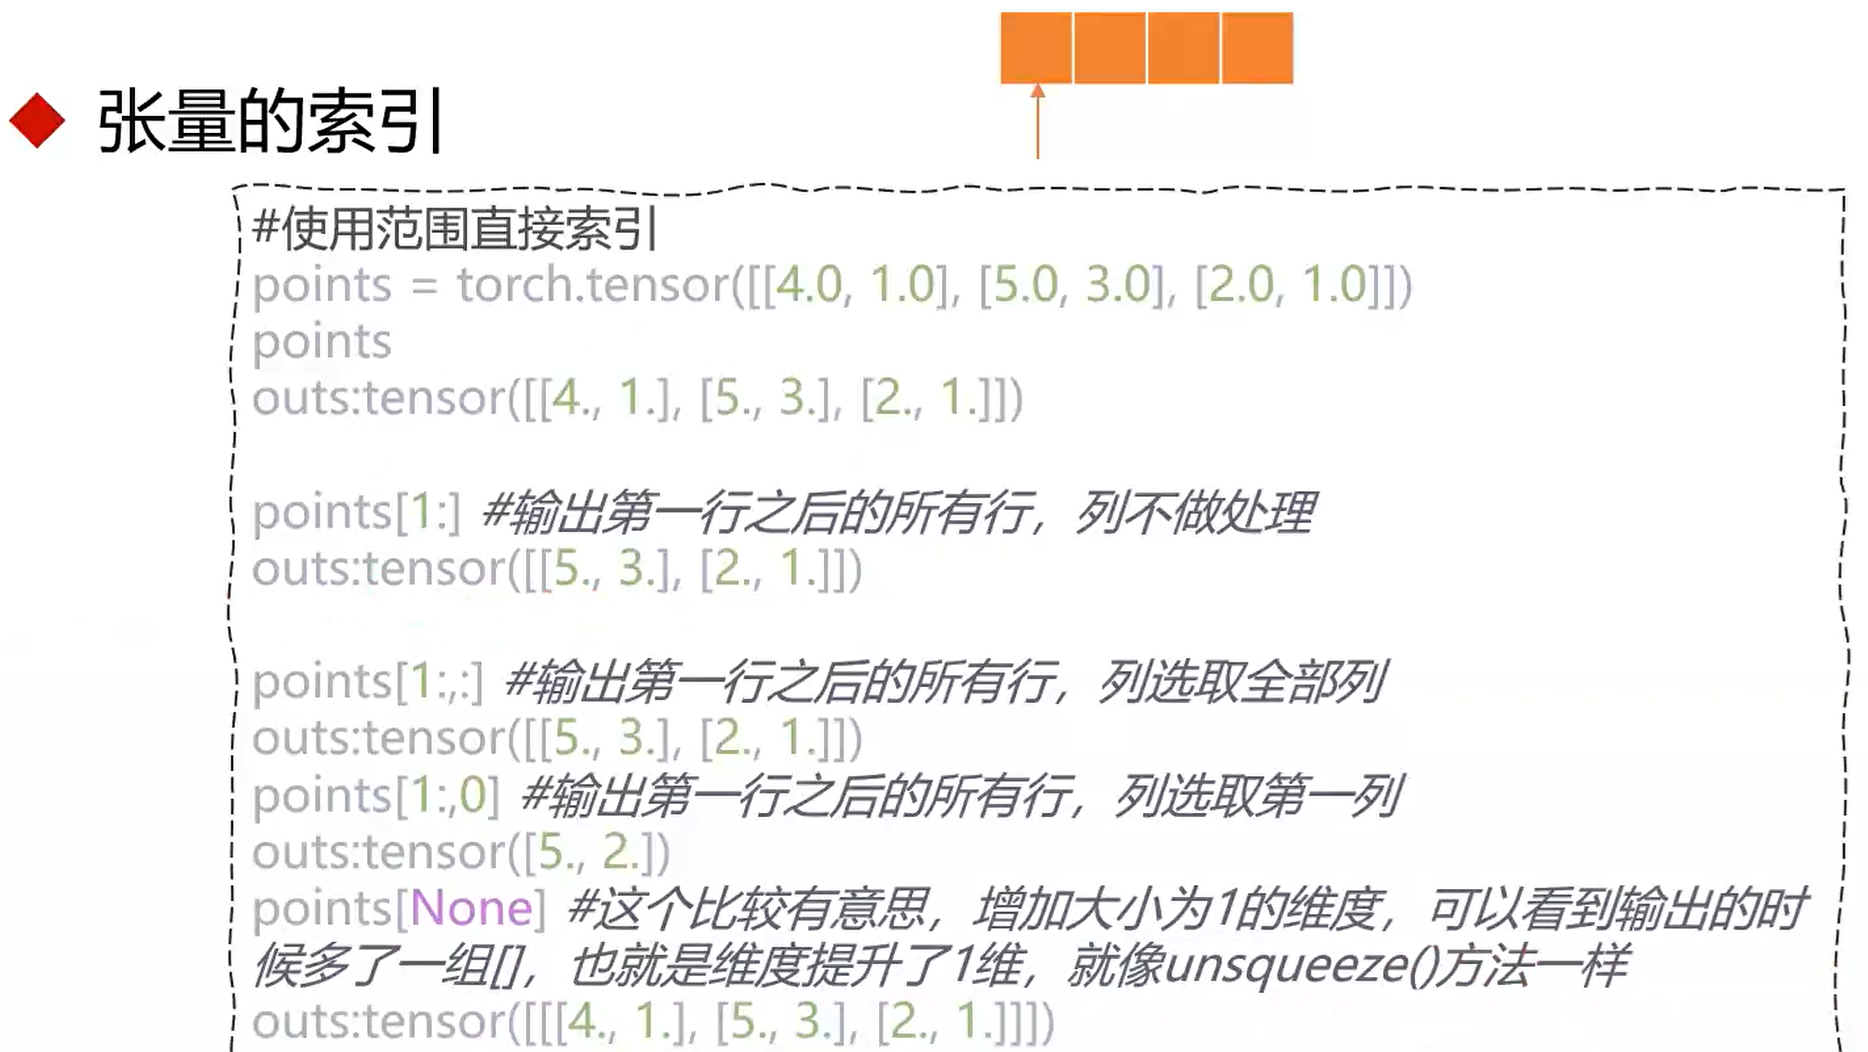 张量的索引
#使用范围直接索引
points = torch.tensor([[4.0, 1.0], [5.0, 3.0], [2.0, 1.0]])
points
outs:tensor([[4., 1.], [5., 3.], [2., 1.]])
points[1:] #输出第一行之后的所有行，列不做处理
outs:tensor([[5., 3.], [2., 1.]])
points[1:,:] #输出第一行之后的所有行，列选取全部列
outs:tensor([[5., 3.], [2., 1.]])
points[1:,0] #输出第一行之后的所有行，列选取第一列
outs:tensor([5., 2.])
points[None] #这个比较有意思，增加大小为1的维度，可以看到输出的时
候多了一组[]，也就是维度提升了1维，就像unsqueeze()方法一样
outs:tensor([[[4., 1.], [5., 3.], [2., 1.]]])